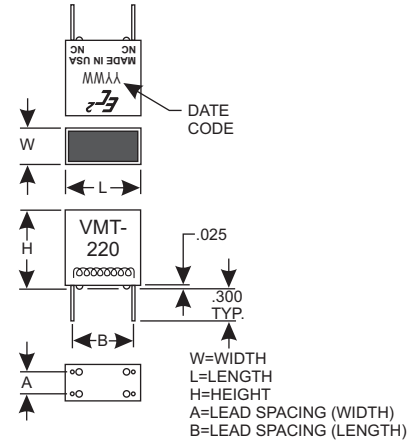 NC
NC
MADE IN USA
YYWW
EC²
DATE
CODE
W
L
VMT-
220
H
.025
.300
TYP.
B
A
W=WIDTH
L=LENGTH
H=HEIGHT
A=LEAD SPACING (WIDTH)
B=LEAD SPACING (LENGTH)